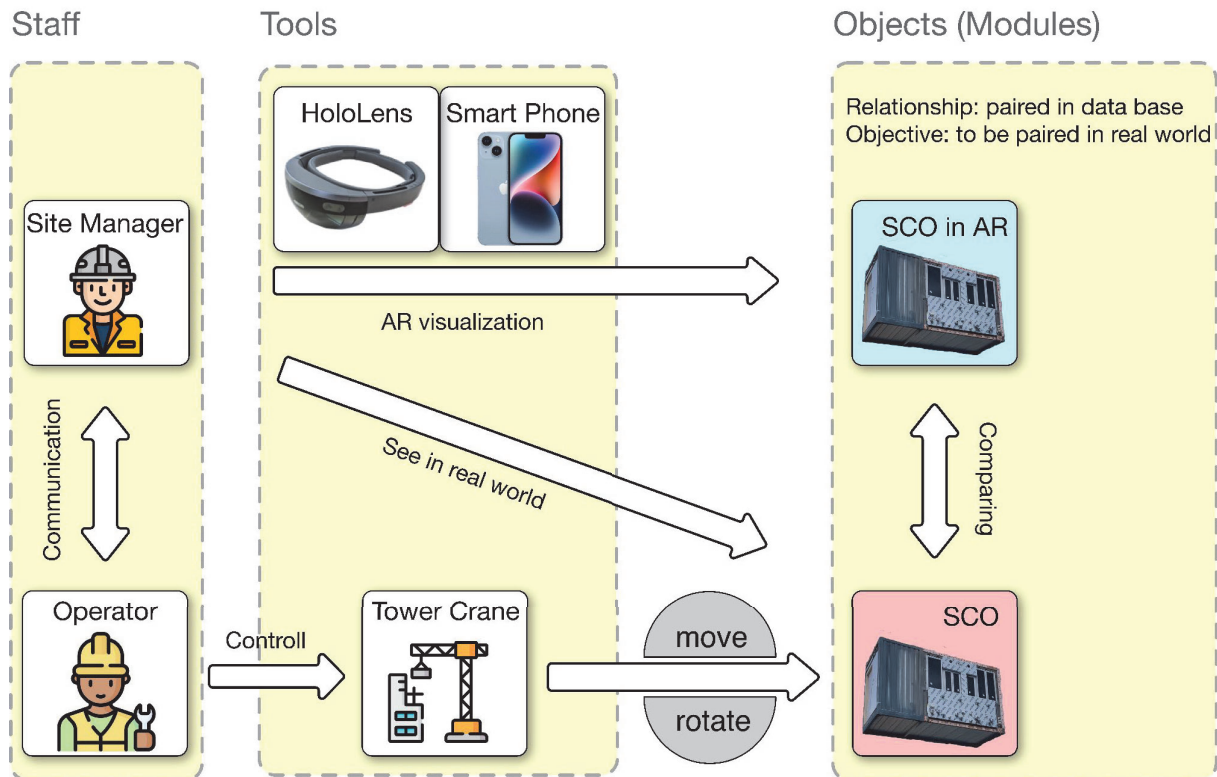 Staff
Tools
Objects (Modules)
HoloLens
Smart Phone
Relationship: paired in data base
Objective: to be paired in real world
Site Manager
SCO in AR
AR visualization
See in real world
Communication
Comparing
Operator
Controll
Tower Crane
move
rotate
SCO